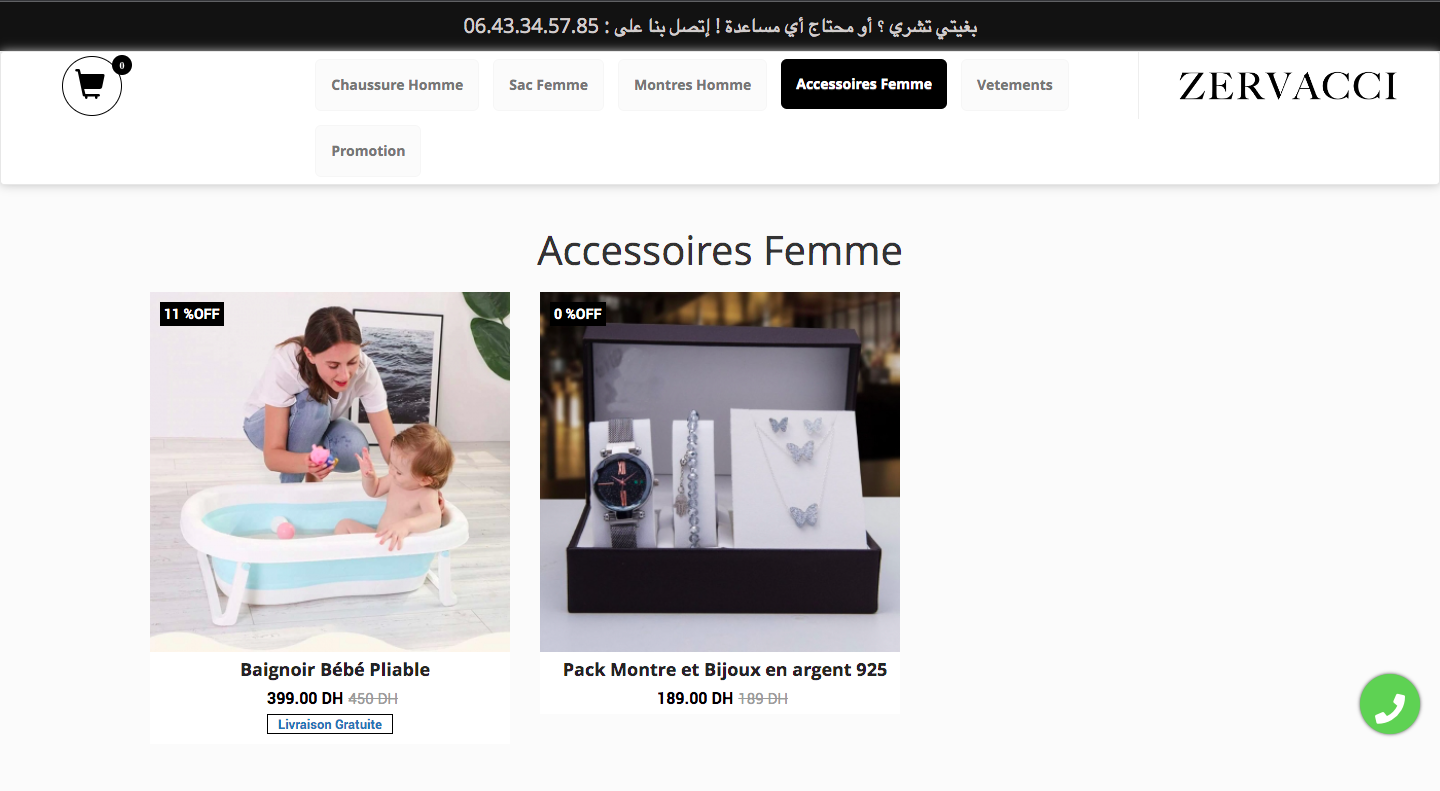 بغيتي تشري ؟ أو محتاج أي مساعدة ! إتصل بنا على : 06.43.34.57.85
0
Chaussure Homme
Sac Femme
Montres Homme
Accessoires Femme
Vetements
ZERVACCI
Promotion
Accessoires Femme
11 %OFF
0 %OFF
Baignoir Bébé Pliable
399.00 DH 450 DH
Livraison Gratuite
Pack Montre et Bijoux en argent 925
189.00 DH 189 DH